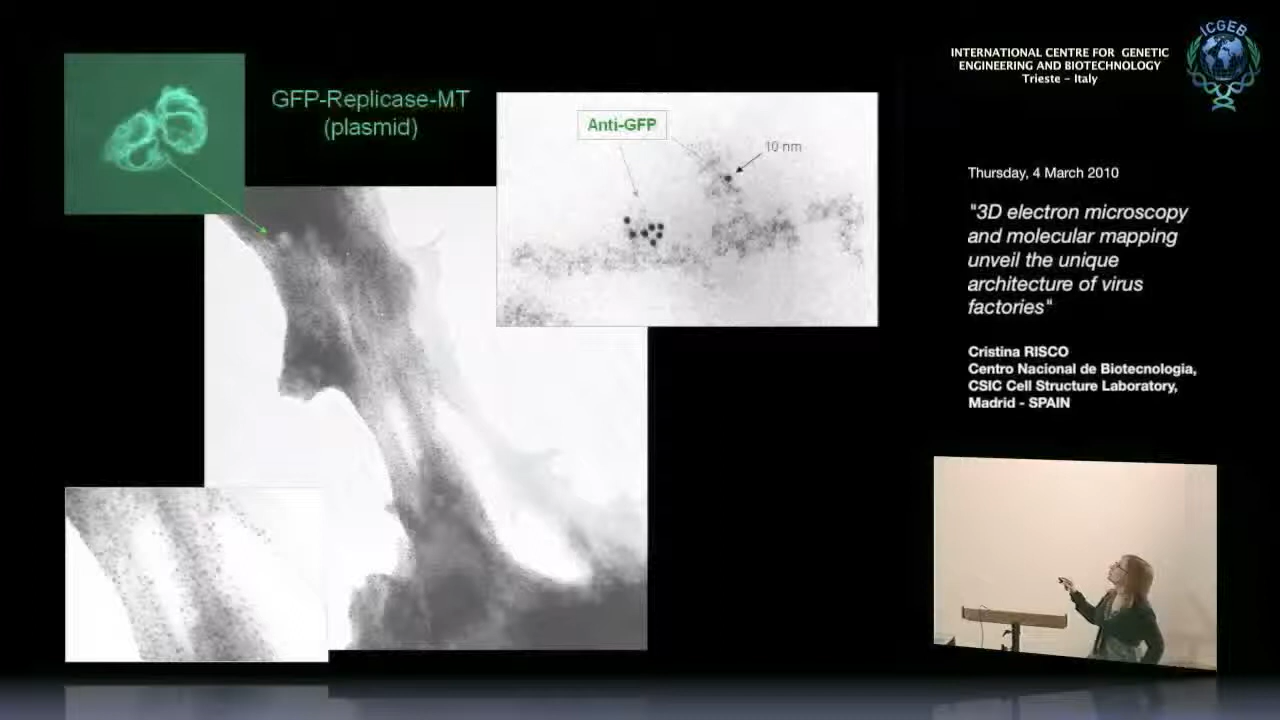 GFP-Replicase-MT
(plasmid)
Anti-GFP
10 nm
INTERNATIONAL CENTRE FOR GENETIC
ENGINEERING AND BIOTECHNOLOGY
Trieste - Italy
ICGEB
Thursday, 4 March 2010
"3D electron microscopy
and molecular mapping
unveil the unique
architecture of virus
factories"
Cristina RISCO
Centro Nacional de Biotecnologia,
CSIC Cell Structure Laboratory,
Madrid - SPAIN